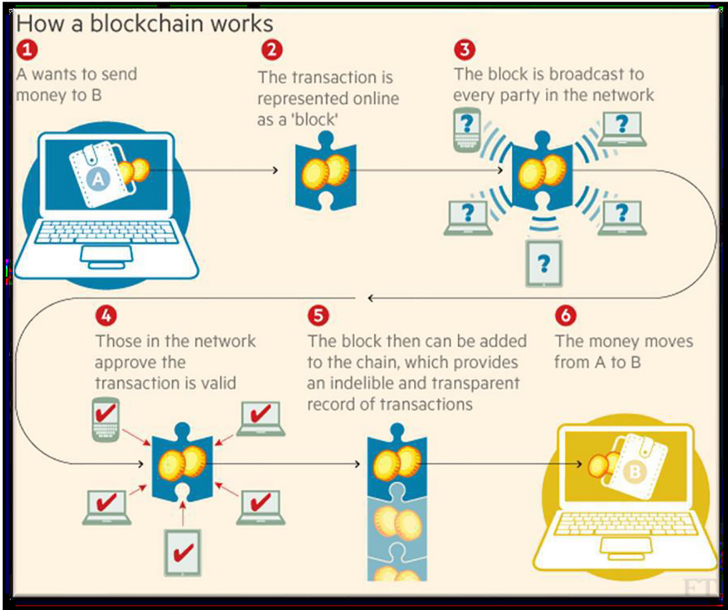 How a blockchain works
1
A wants to send
money to B
2
The transaction is
represented online
as a 'block'
3
The block is broadcast to
every party in the network
A
?
?
?
?
?
4
Those in the network
approve the
transaction is valid
5
The block then can be added
to the chain, which provides
an indelible and transparent
record of transactions
6
The money moves
from A to B
B
FT